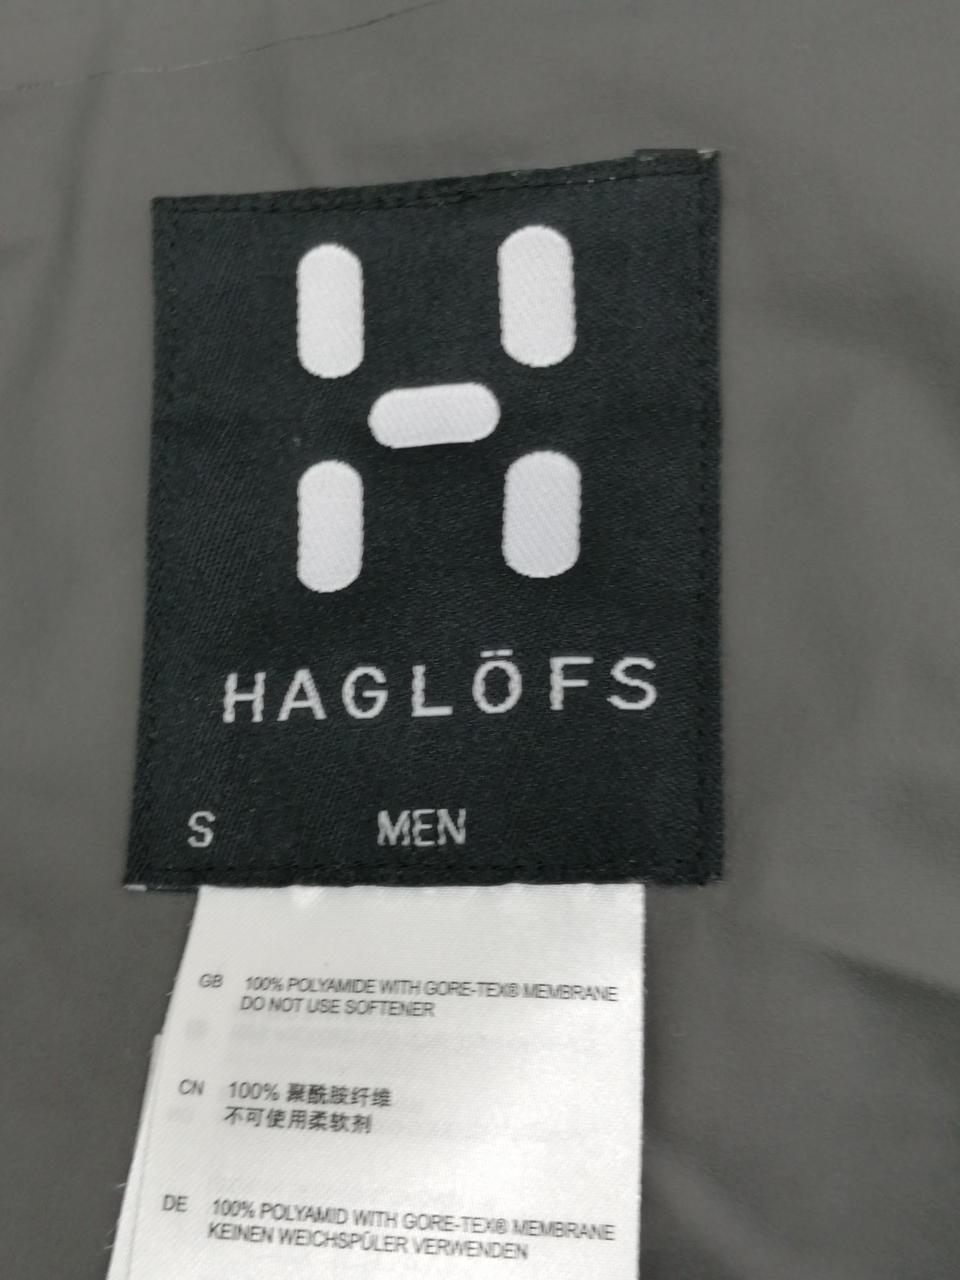 HAGLÖFS
S MEN
GB 100% POLYAMIDE WITH GORE-TEX® MEMBRANE
DO NOT USE SOFTENER
CN 100% 聚酰胺纤维
不可使用柔软剂
DE 100% POLYAMID WITH GORE-TEX® MEMBRANE
KEINEN WEICHSPÜLER VERWENDEN